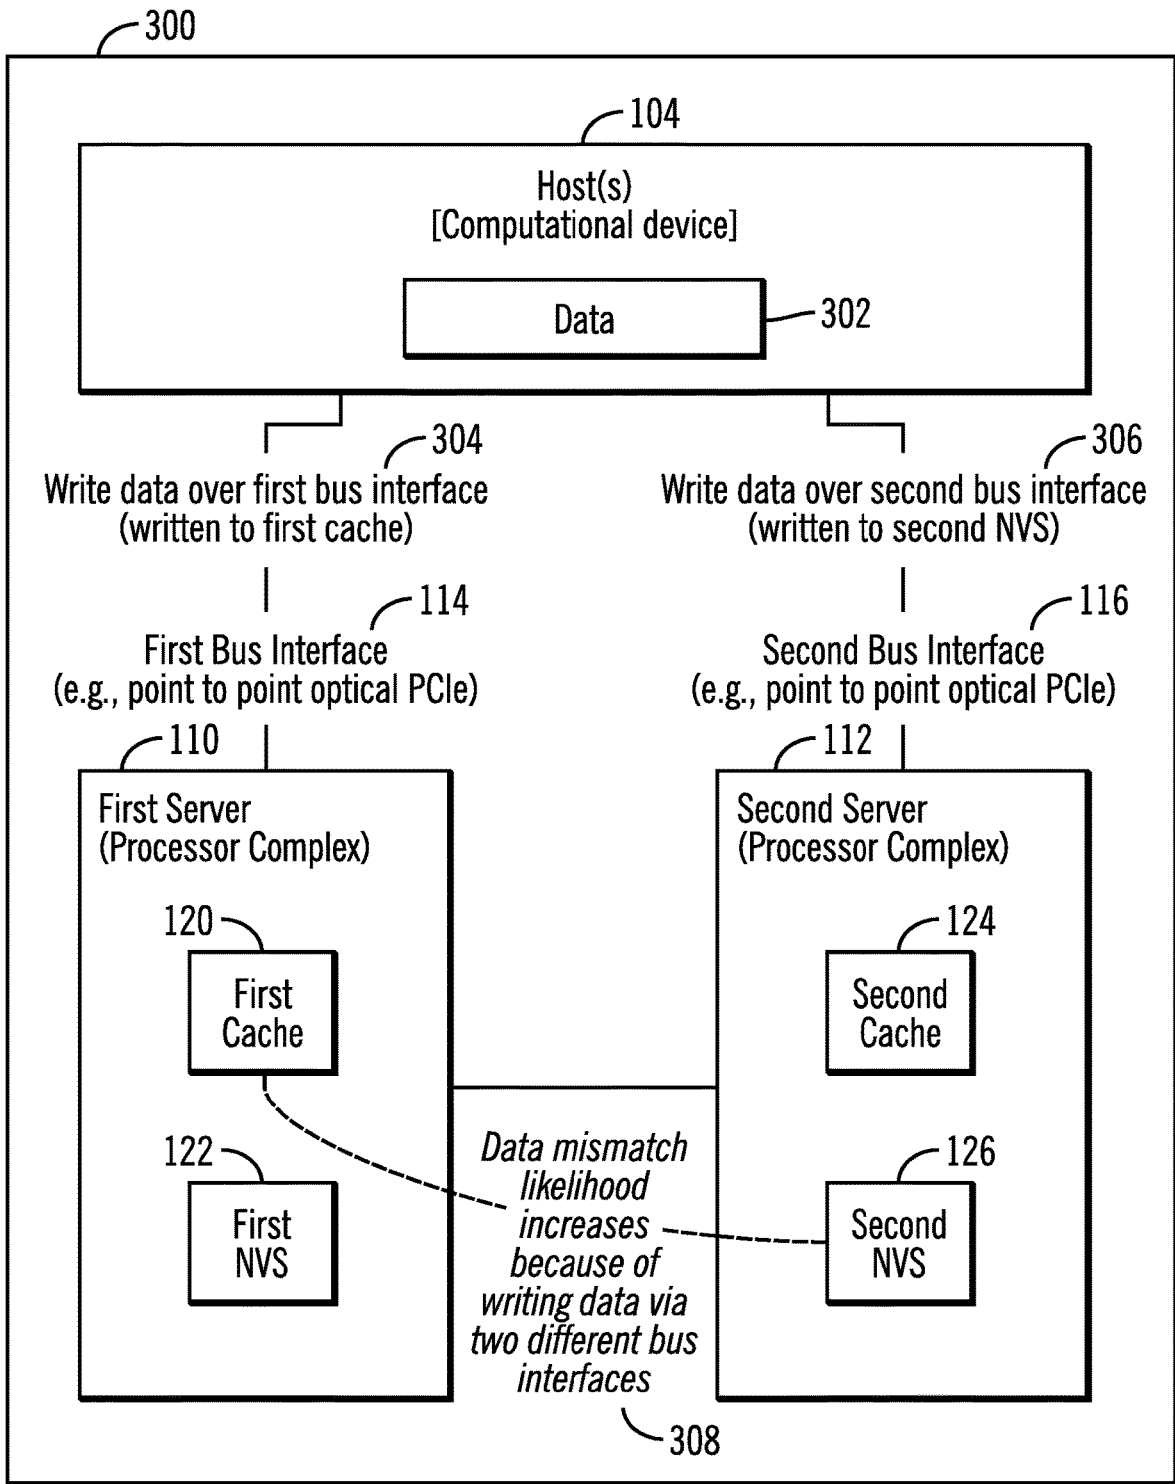 300
104
Host(s)
[Computational device]
Data
302
304
Write data over first bus interface
(written to first cache)
306
Write data over second bus interface
(written to second NVS)
114
First Bus Interface
(e.g., point to point optical PCIe)
116
Second Bus Interface
(e.g., point to point optical PCIe)
110
First Server
(Processor Complex)
112
Second Server
(Processor Complex)
120
First
Cache
124
Second
Cache
122
First
NVS
Data mismatch
likelihood
increases
because of
writing data via
two different bus
interfaces
308
126
Second
NVS